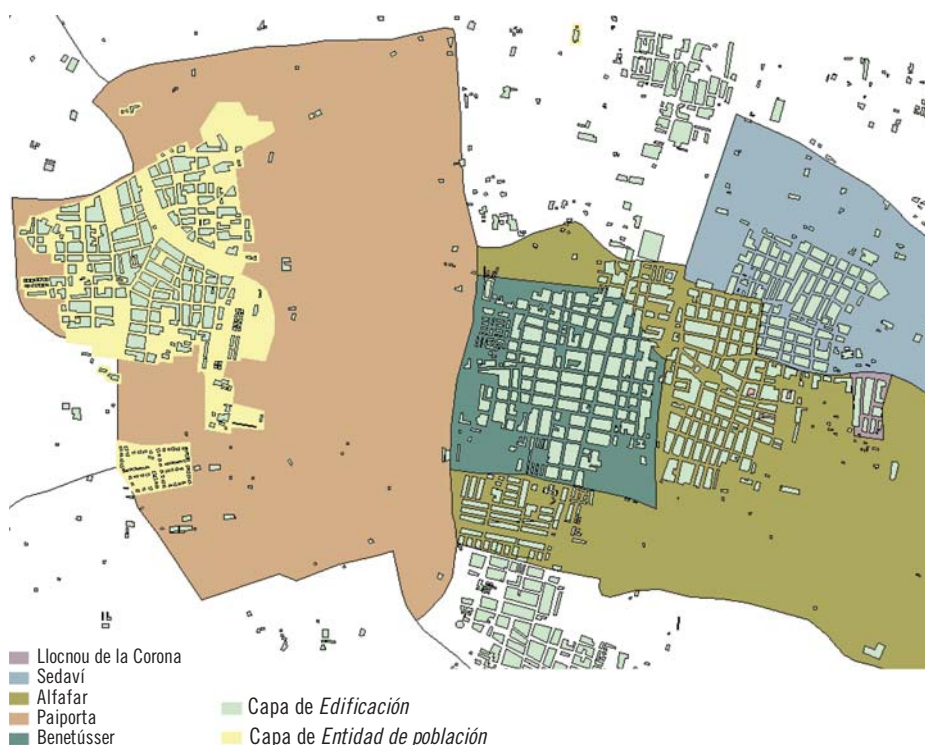 Llocnou de la Corona
Sedaví
Alfafar
Paiporta
Benetússer
Capa de Edificación
Capa de Entidad de población